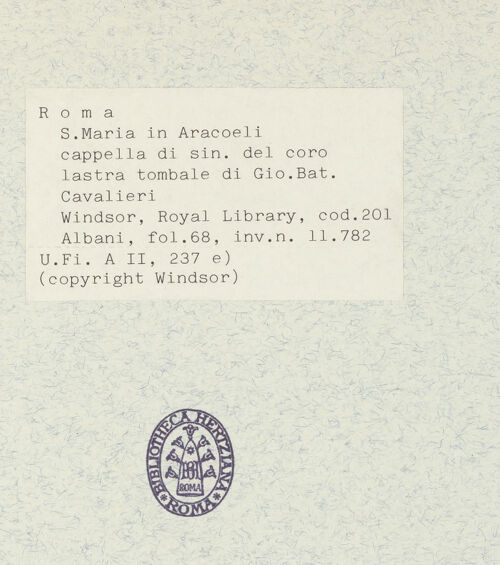 R o m a
S.Maria in Aracoeli
cappella di sin. del coro
lastra tombale di Gio.Bat.
Cavalieri
Windsor, Royal Library, cod.201
Albani, fol.68, inv.n. 11.782
U.Fi. A II, 237 e)
(copyright Windsor)
BIBLIOTHECA HERTZIANA
BH
ROMA
* ROMA *